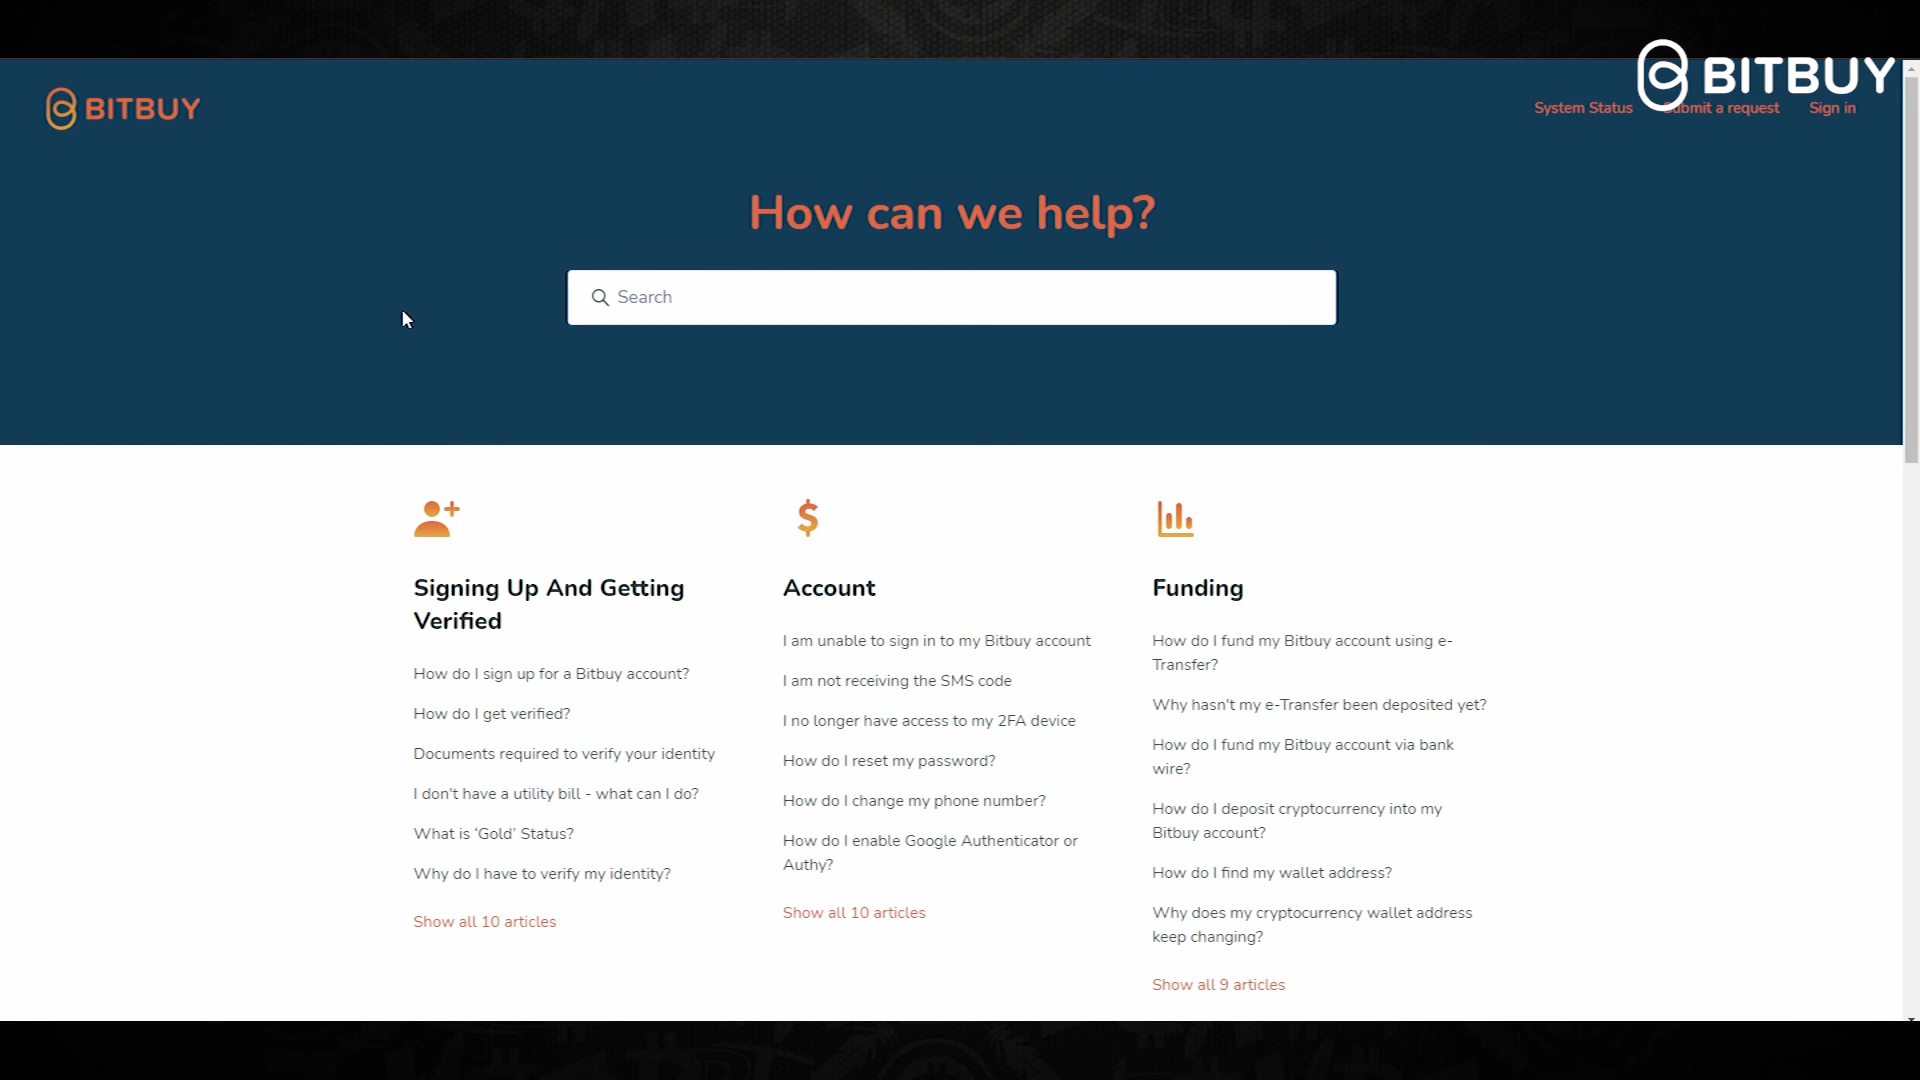 BITBUY
BITBUY
System Status Submit a request Sign in
How can we help?
Search
Signing Up And Getting
Verified
How do I sign up for a Bitbuy account?
How do I get verified?
Documents required to verify your identity
I don't have a utility bill - what can I do?
What is ‘Gold’ Status?
Why do I have to verify my identity?
Show all 10 articles
Account
I am unable to sign in to my Bitbuy account
I am not receiving the SMS code
I no longer have access to my 2FA device
How do I reset my password?
How do I change my phone number?
How do I enable Google Authenticator or
Authy?
Show all 10 articles
Funding
How do I fund my Bitbuy account using e-
Transfer?
Why hasn't my e-Transfer been deposited yet?
How do I fund my Bitbuy account via bank
wire?
How do I deposit cryptocurrency into my
Bitbuy account?
How do I find my wallet address?
Why does my cryptocurrency wallet address
keep changing?
Show all 9 articles